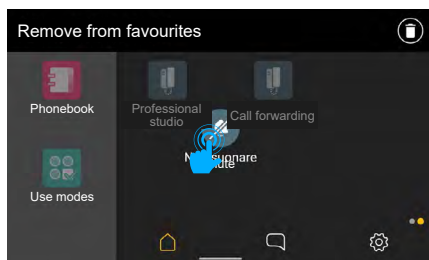 Remove from favourites
Phonebook
Professional
studio
Call forwarding
Use modes